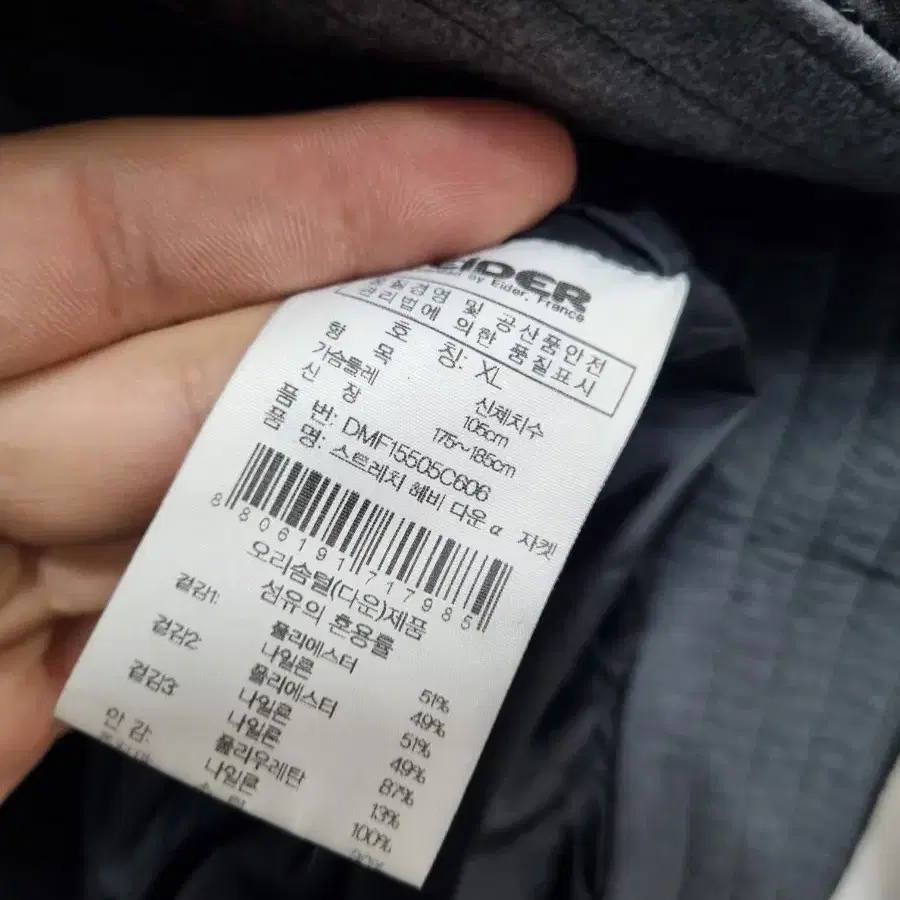 EIDER
by Eider, France
품질경영 및 공산품안전
관리법에 의한 품질표시
호 칭: XL
항 목 신체치수
가슴둘레 105cm
신 장 175~185cm
품 번: DMF15505C606
품 명: 스트레치 헤비 다운 α 자켓
8 806191 717985
오리솜털(다운)제품
섬유의 혼용률
겉감1: 폴리에스터 51%
나일론 49%
겉감2 폴리에스터 51%
나일론 49%
겉감3 나일론 87%
폴리우레탄 13%
안 감: 나일론 100%
90%